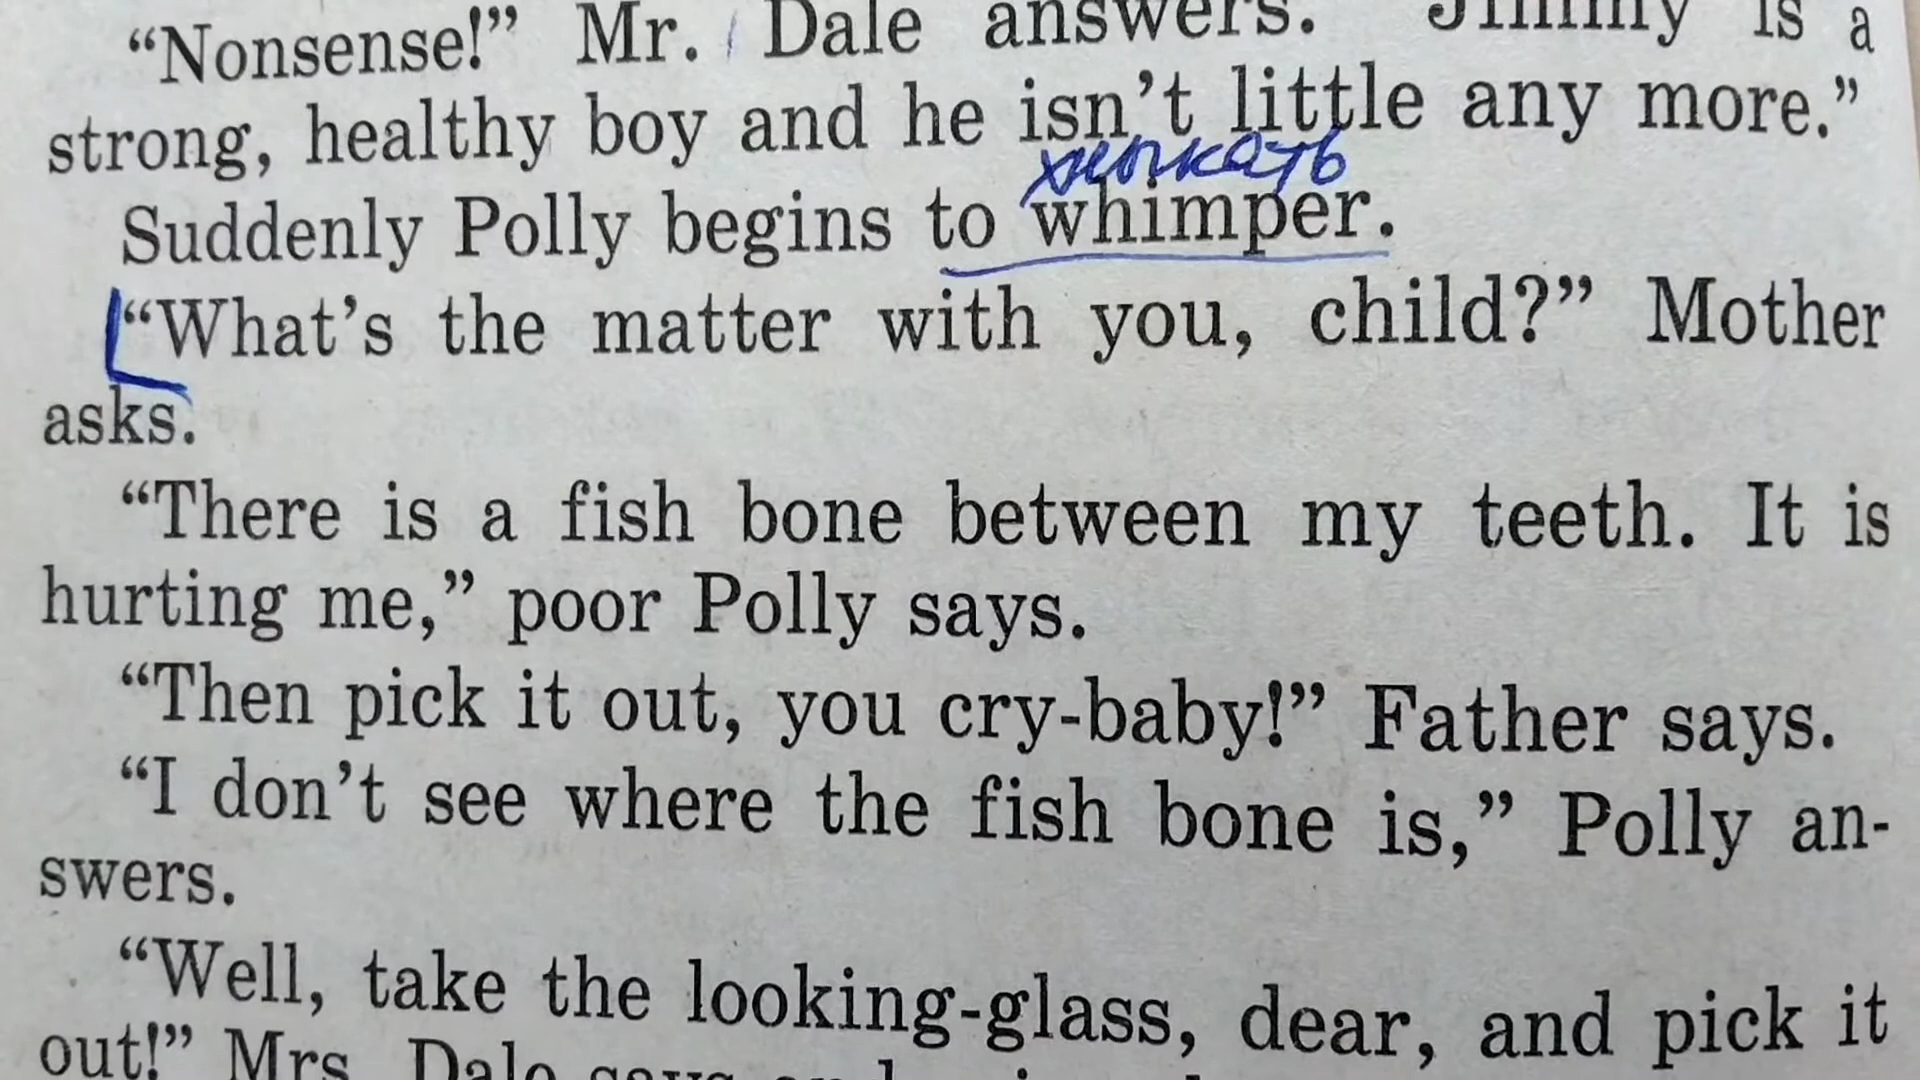 “Nonsense!” Mr. Dale answers. “Jimmy is a
strong, healthy boy and he isn’t little any more.”
хныкать
Suddenly Polly begins to whimper.
“What’s the matter with you, child?” Mother
asks.
“There is a fish bone between my teeth. It is
hurting me,” poor Polly says.
“Then pick it out, you cry-baby!” Father says.
“I don’t see where the fish bone is,” Polly an-
swers.
“Well, take the looking-glass, dear, and pick it
out!” Mrs. Dale says